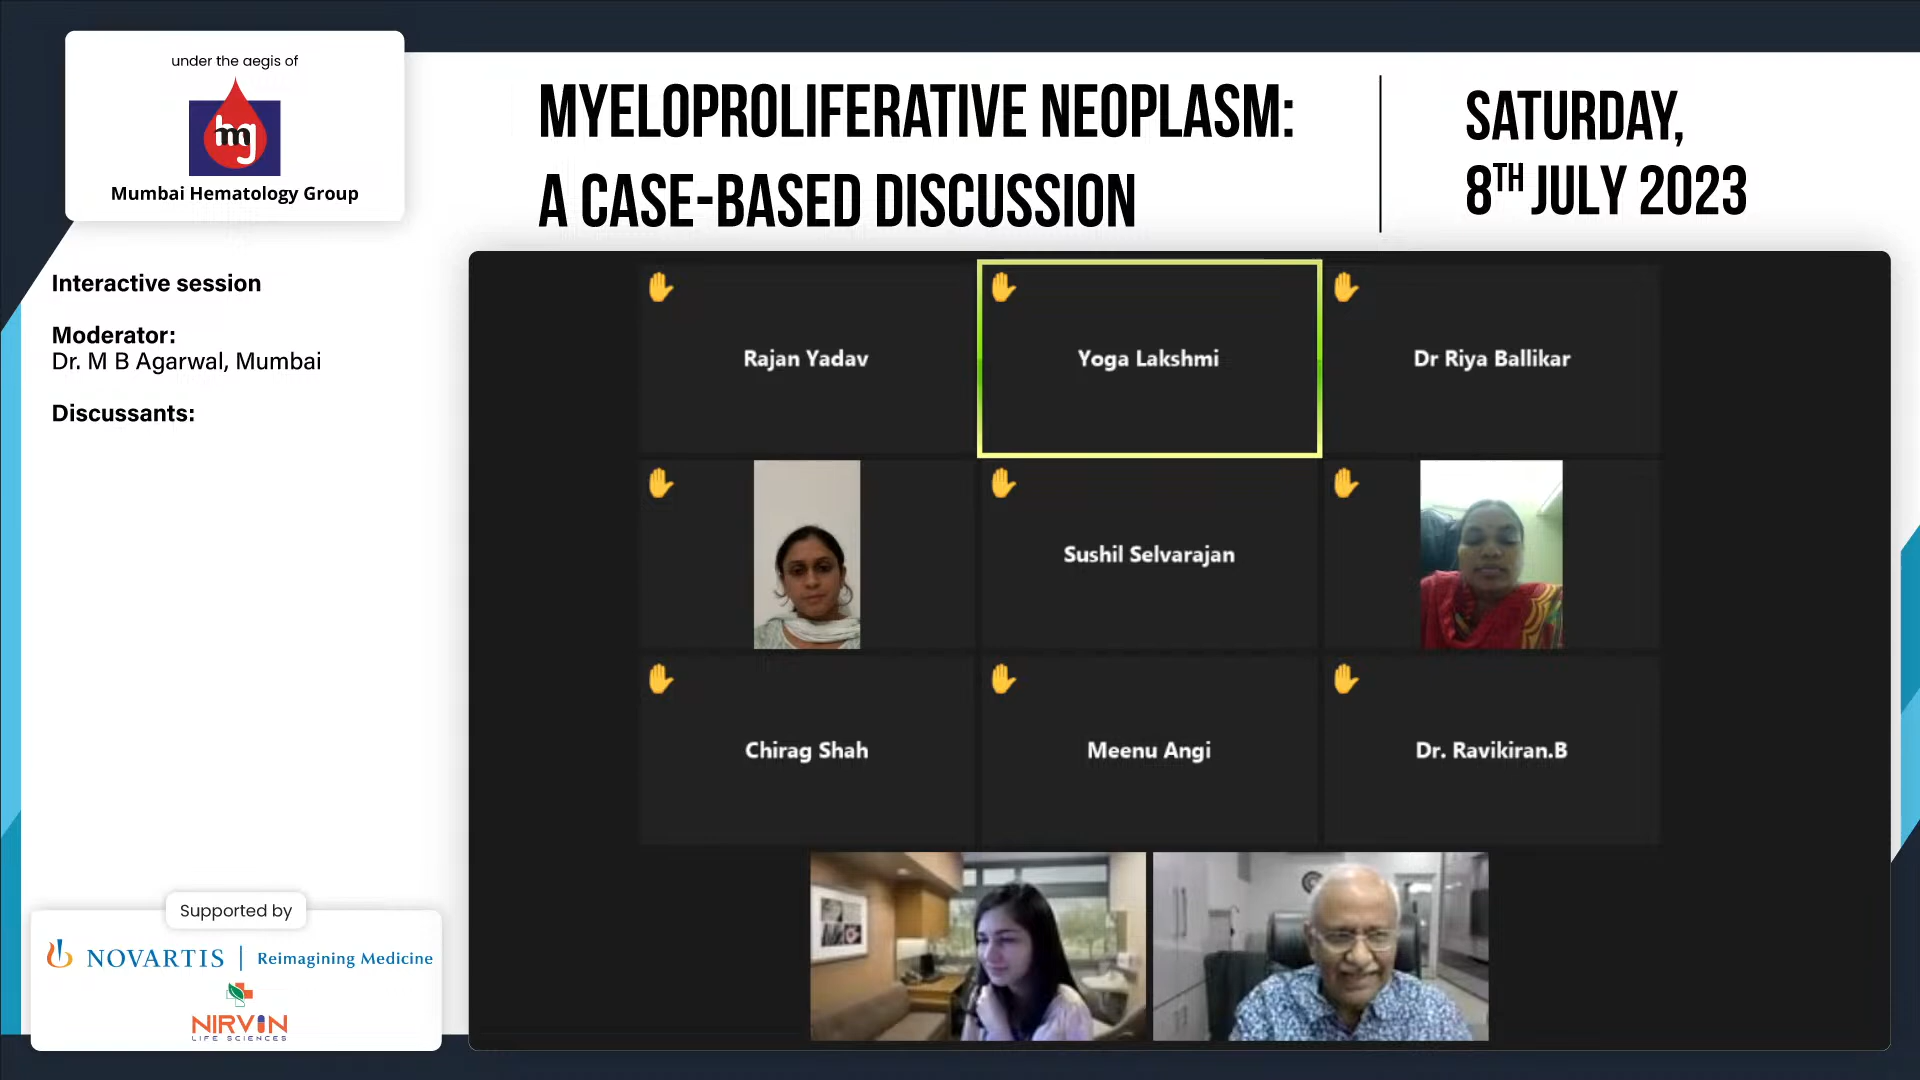 under the aegis of
mg
Mumbai Hematology Group
MYELOPROLIFERATIVE NEOPLASM:
A CASE-BASED DISCUSSION
SATURDAY,
8TH JULY 2023
Interactive session
Moderator:
Dr. M B Agarwal, Mumbai
Discussants:
Rajan Yadav
Yoga Lakshmi
Dr Riya Ballikar
Sushil Selvarajan
Chirag Shah
Meenu Angi
Dr. Ravikiran.B
Supported by
NOVARTIS | Reimagining Medicine
NIRVIN
LIFE SCIENCES